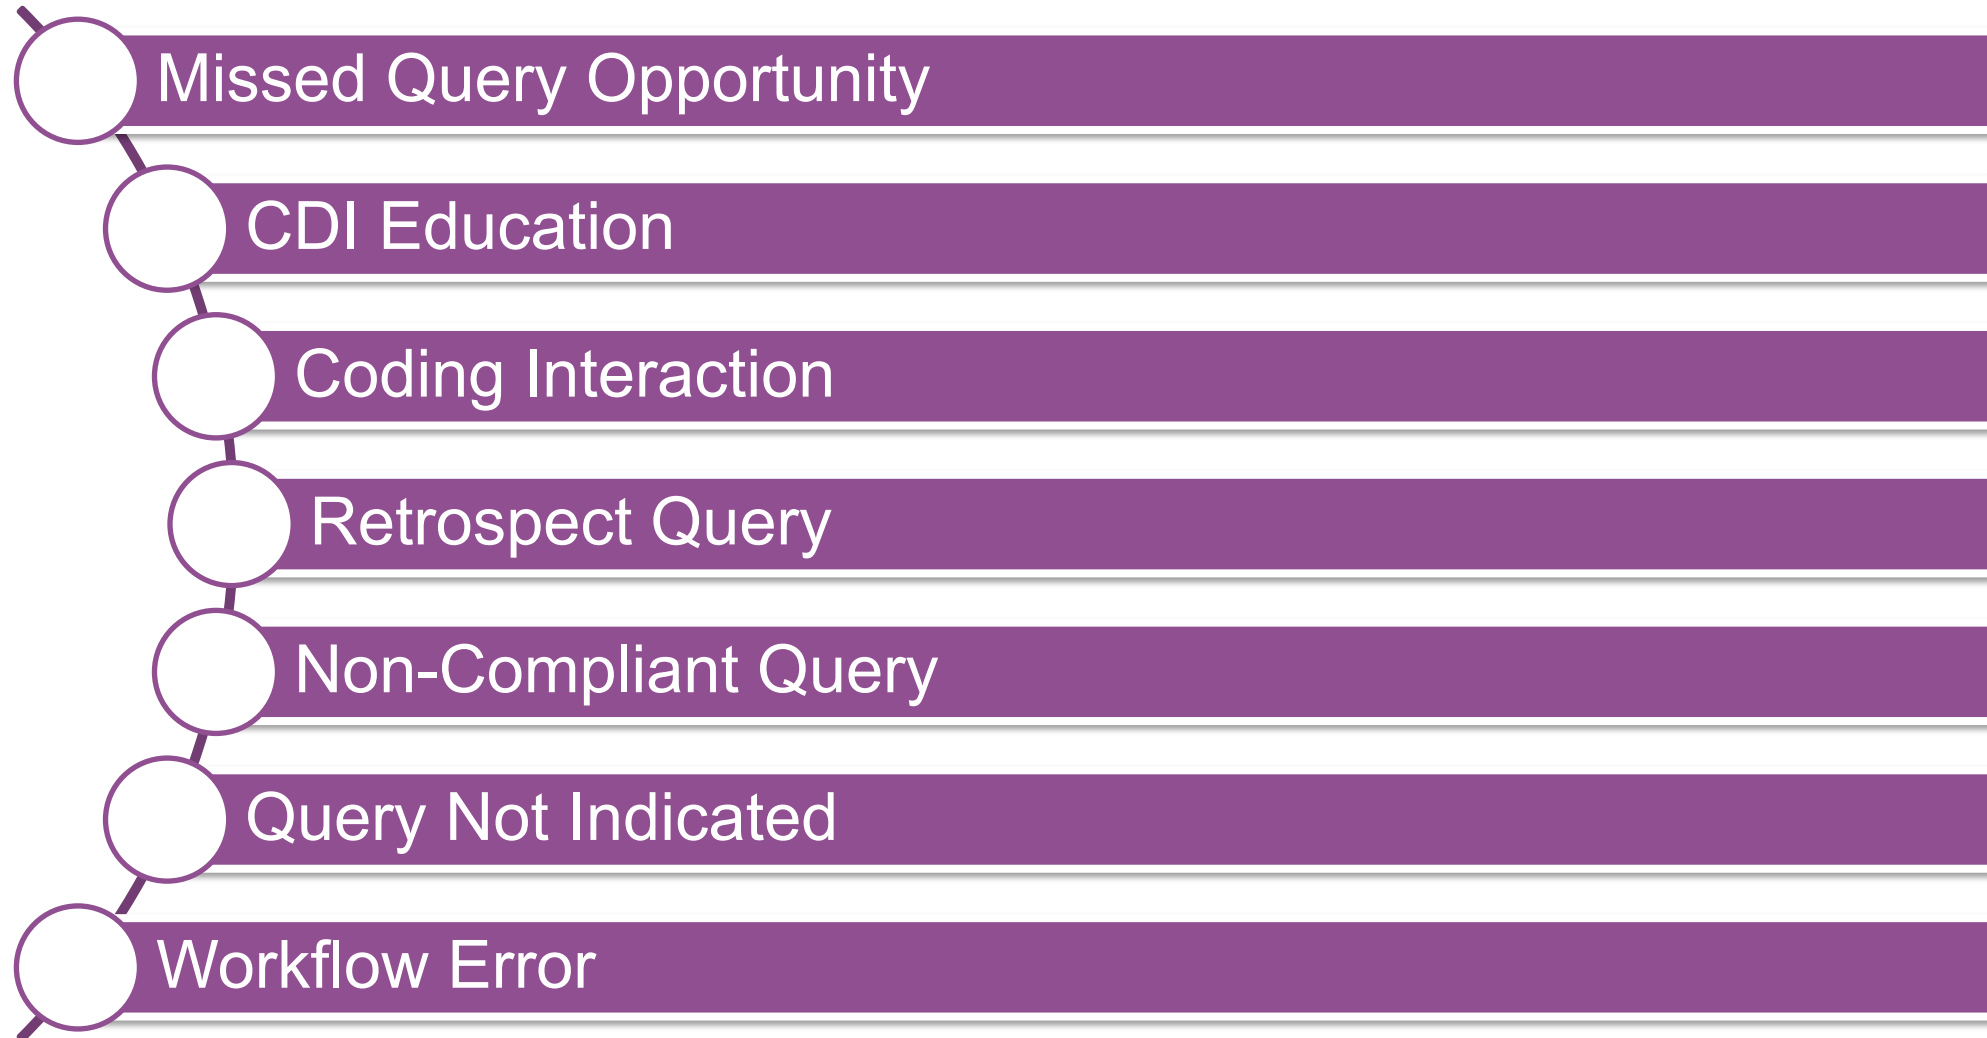 Missed Query Opportunity
CDI Education
Coding Interaction
Retrospect Query
Non-Compliant Query
Query Not Indicated
Workflow Error